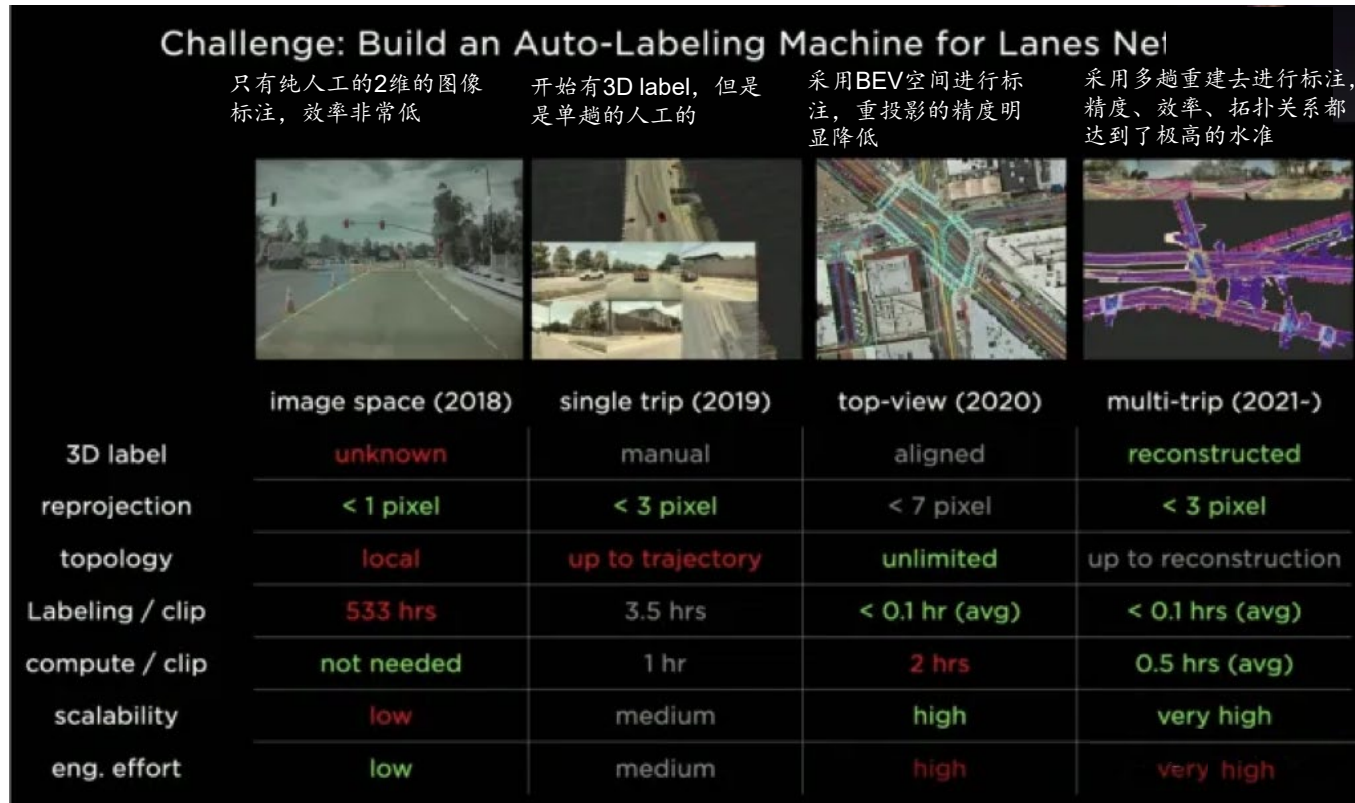 Challenge: Build an Auto-Labeling Machine for Lanes Net
只有纯人工的2维的图像
标注，效率非常低
开始有3D label，但是
是单趟的人工的
采用BEV空间进行标
注，重投影的精度明
显降低
采用多趟重建去进行标注，
精度、效率、拓扑关系都
达到了极高的水准
image space (2018) single trip (2019) top-view (2020) multi-trip (2021-)
3D label unknown manual aligned reconstructed
reprojection < 1 pixel < 3 pixel < 7 pixel < 3 pixel
topology local up to trajectory unlimited up to reconstruction
Labeling / clip 533 hrs 3.5 hrs < 0.1 hr (avg) < 0.1 hrs (avg)
compute / clip not needed 1 hr 2 hrs 0.5 hrs (avg)
scalability low medium high very high
eng. effort low medium high very high